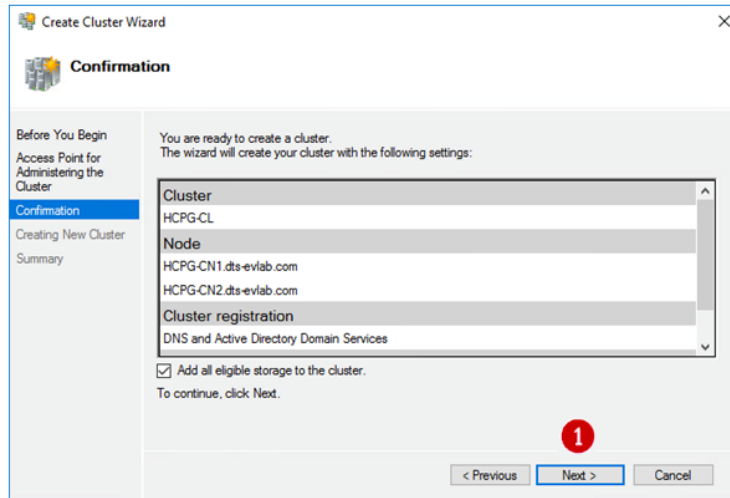 Create Cluster Wizard
Confirmation
Before You Begin
Access Point for
Administering the
Cluster
Confirmation
Creating New Cluster
Summary
You are ready to create a cluster.
The wizard will create your cluster with the following settings:
Cluster
HCPG-CL
Node
HCPG-CN1.dts-evlab.com
HCPG-CN2.dts-evlab.com
Cluster registration
DNS and Active Directory Domain Services
Add all eligible storage to the cluster.
To continue, click Next.
1
< Previous
Next >
Cancel